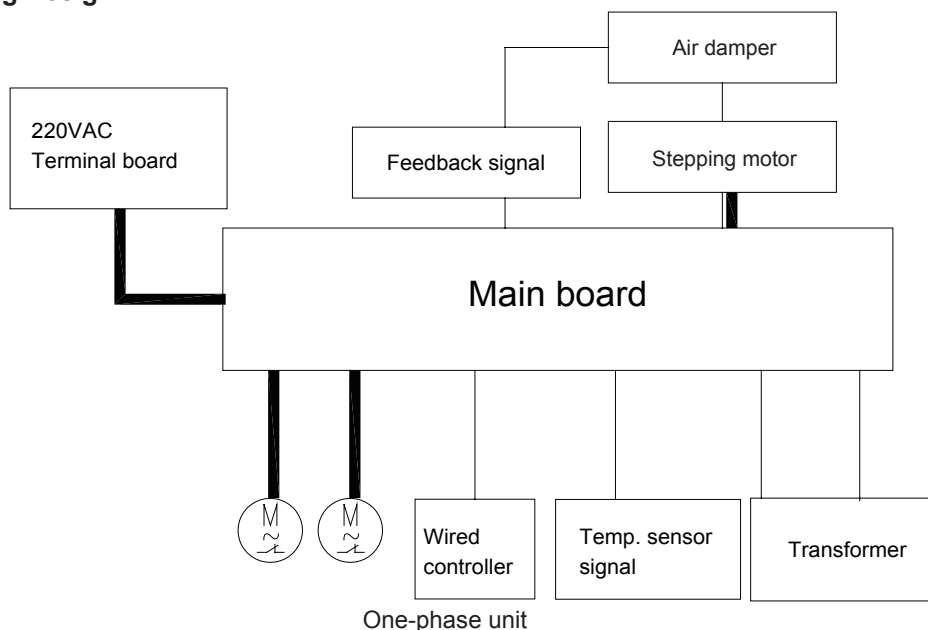 Air damper
220VAC
Terminal board
Feedback signal
Stepping motor
Main board
M
~
M
~
Wired
controller
Temp. sensor
signal
Transformer
One-phase unit